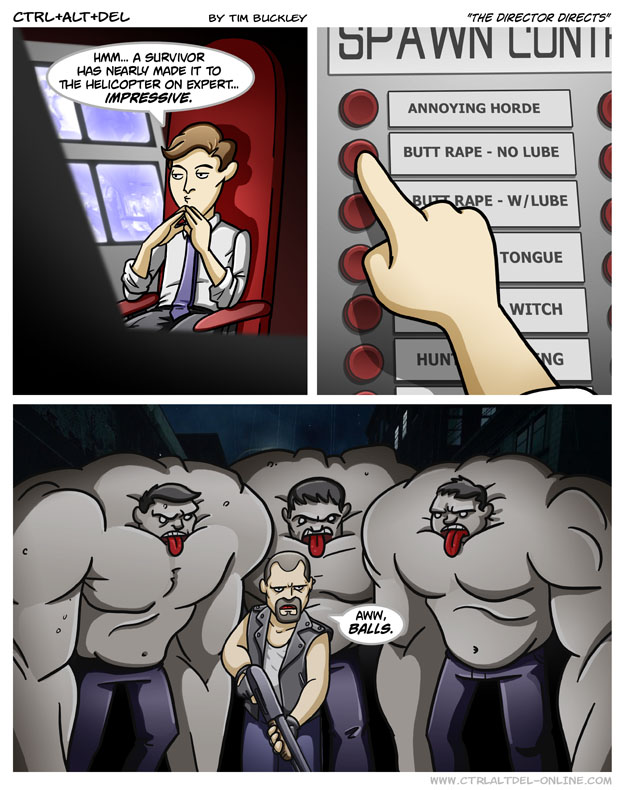 CTRL+ALT+DEL BY TIM BUCKLEY "THE DIRECTOR DIRECTS"
HMM... A SURVIVOR
HAS NEARLY MADE IT TO
THE HELICOPTER ON EXPERT...
IMPRESSIVE.
SPAWN CONT
ANNOYING HORDE
BUTT RAPE - NO LUBE
BUTT RAPE - W/LUBE
TONGUE
WITCH
HUN NG
AWW,
BALLS.
WWW.CTRLALTDEL-ONLINE.COM